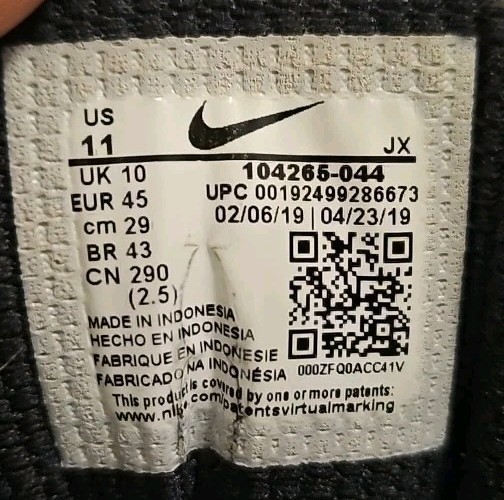 US
11
JX
UK 10
104265-044
EUR 45
UPC 00192499286673
cm 29
02/06/19 | 04/23/19
BR 43
CN 290
(2.5)
MADE IN INDONESIA
HECHO EN INDONESIA
FABRIQUE EN INDONESIE
FABRICADO NA INDONÉSIA
000ZFQ0ACC41V
This product is covered by one or more patents:
www.nike.com/patentsvirtualmarking